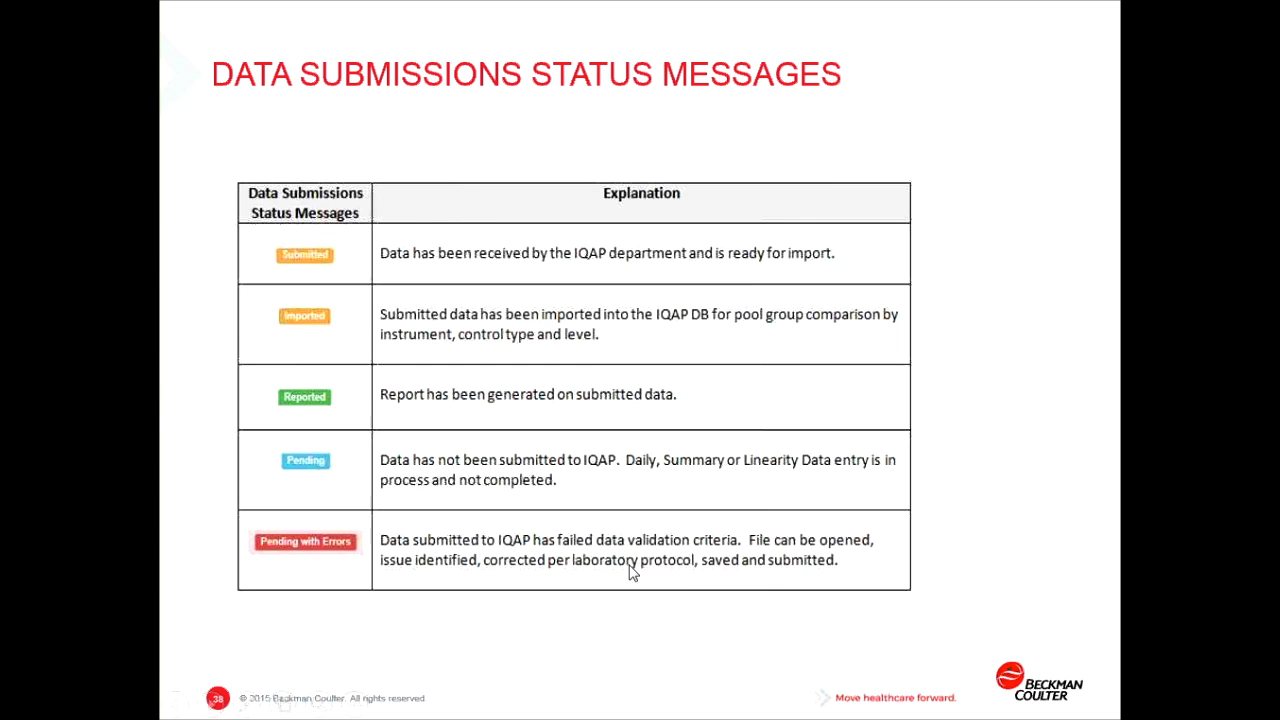 DATA SUBMISSIONS STATUS MESSAGES
Data Submissions
Status Messages
Explanation
Submitted
Data has been received by the IQAP department and is ready for import.
Imported
Submitted data has been imported into the IQAP DB for pool group comparison by
instrument, control type and level.
Reported
Report has been generated on submitted data.
Pending
Data has not been submitted to IQAP. Daily, Summary or Linearity Data entry is in
process and not completed.
Pending with Errors
Data submitted to IQAP has failed data validation criteria. File can be opened,
issue identified, corrected per laboratory protocol, saved and submitted.
38
© 2015 Beckman Coulter. All rights reserved.
Move healthcare forward.
BECKMAN
COULTER